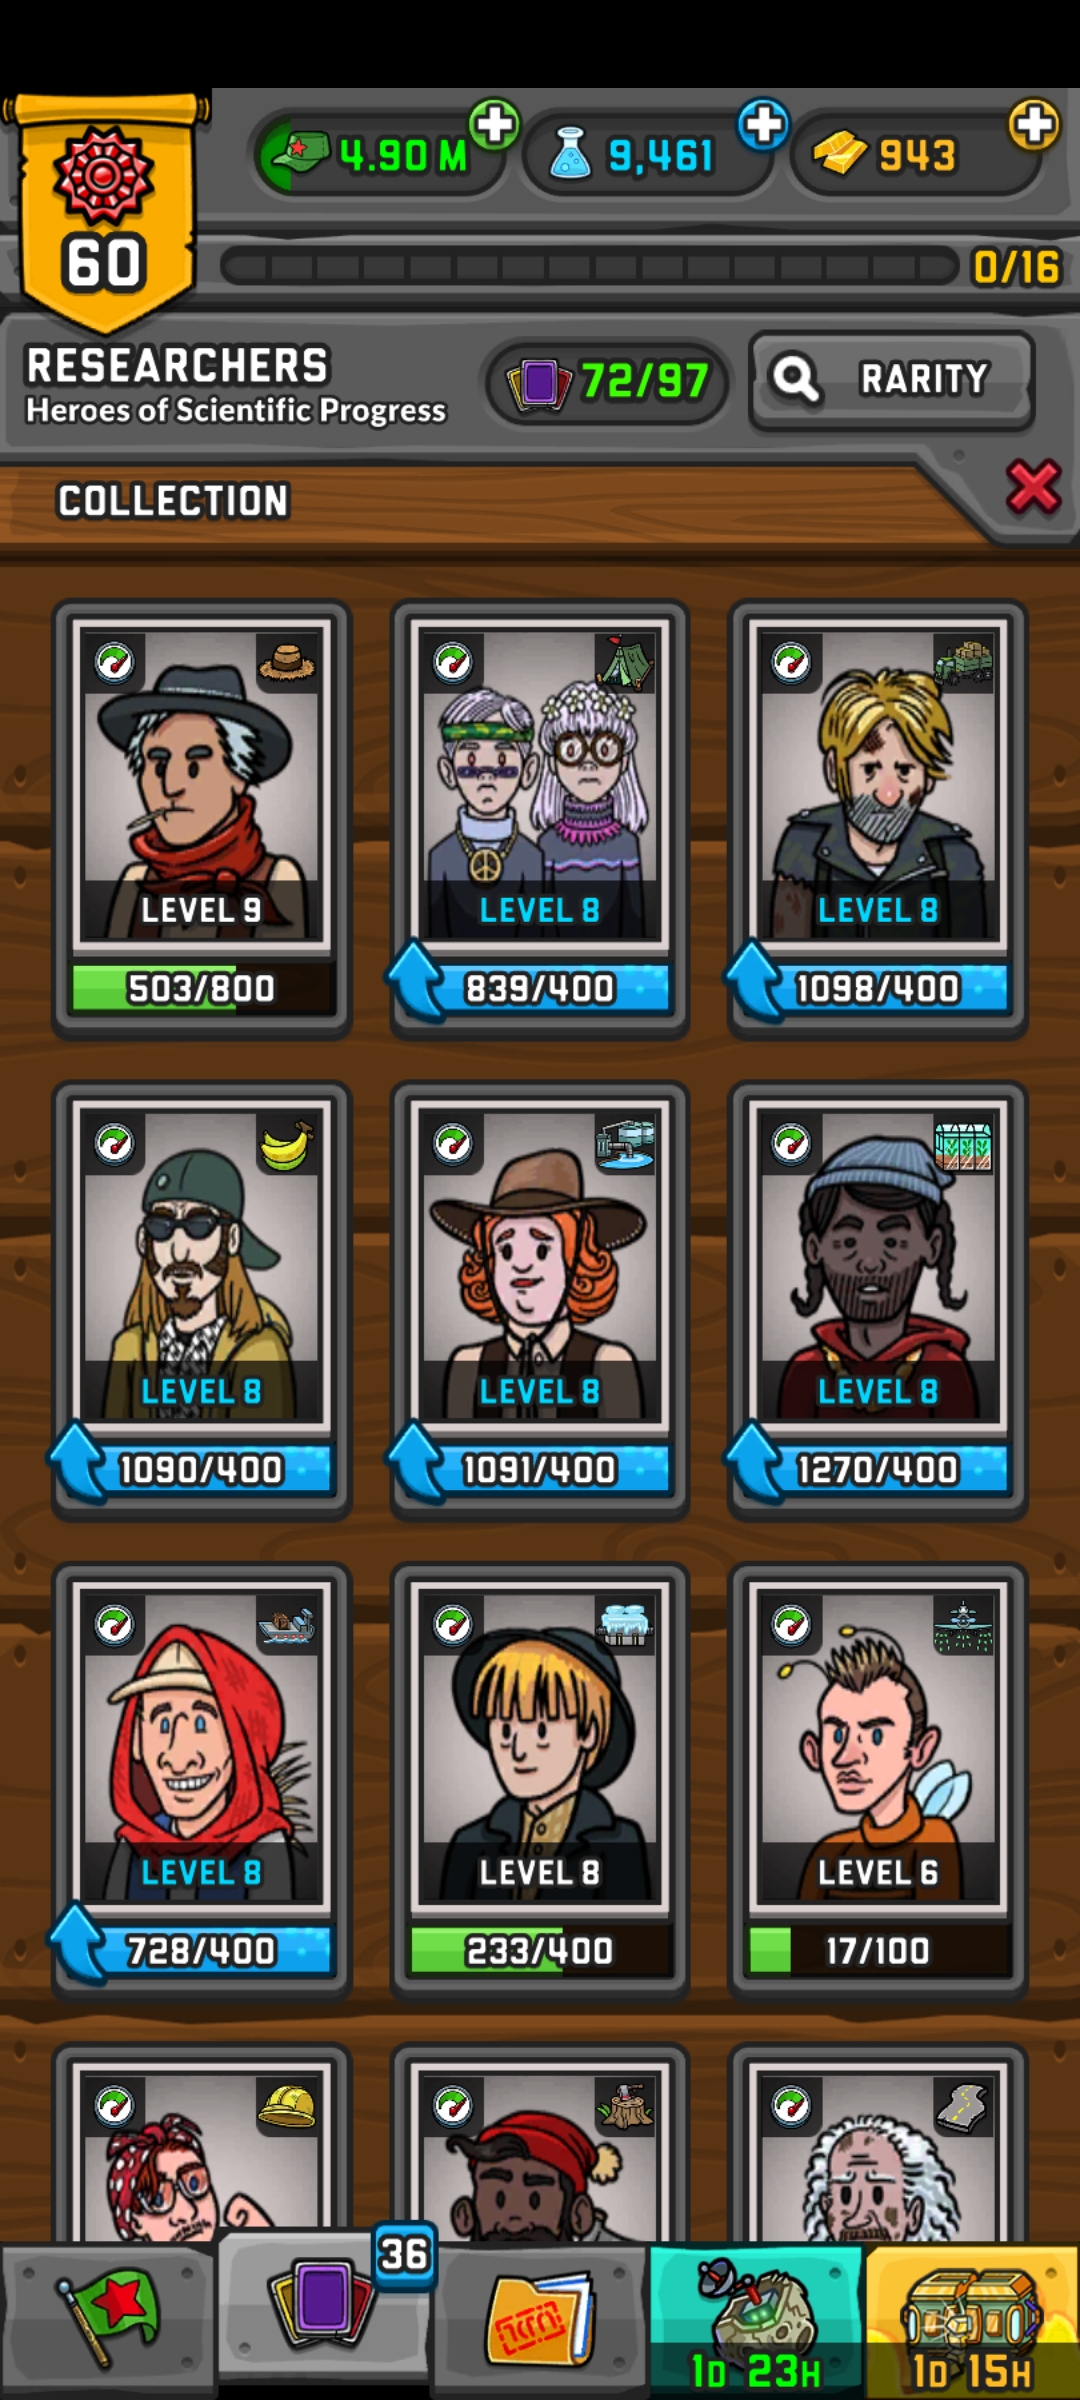 4.90 M
9,461
943
60
0/16
RESEARCHERS
Heroes of Scientific Progress
72/97
RARITY
COLLECTION
LEVEL 9
503/800
LEVEL 8
839/400
LEVEL 8
1098/400
LEVEL 8
1090/400
LEVEL 8
1091/400
LEVEL 8
1270/400
LEVEL 8
728/400
LEVEL 8
233/400
LEVEL 6
17/100
36
1D 23H
1D 15H